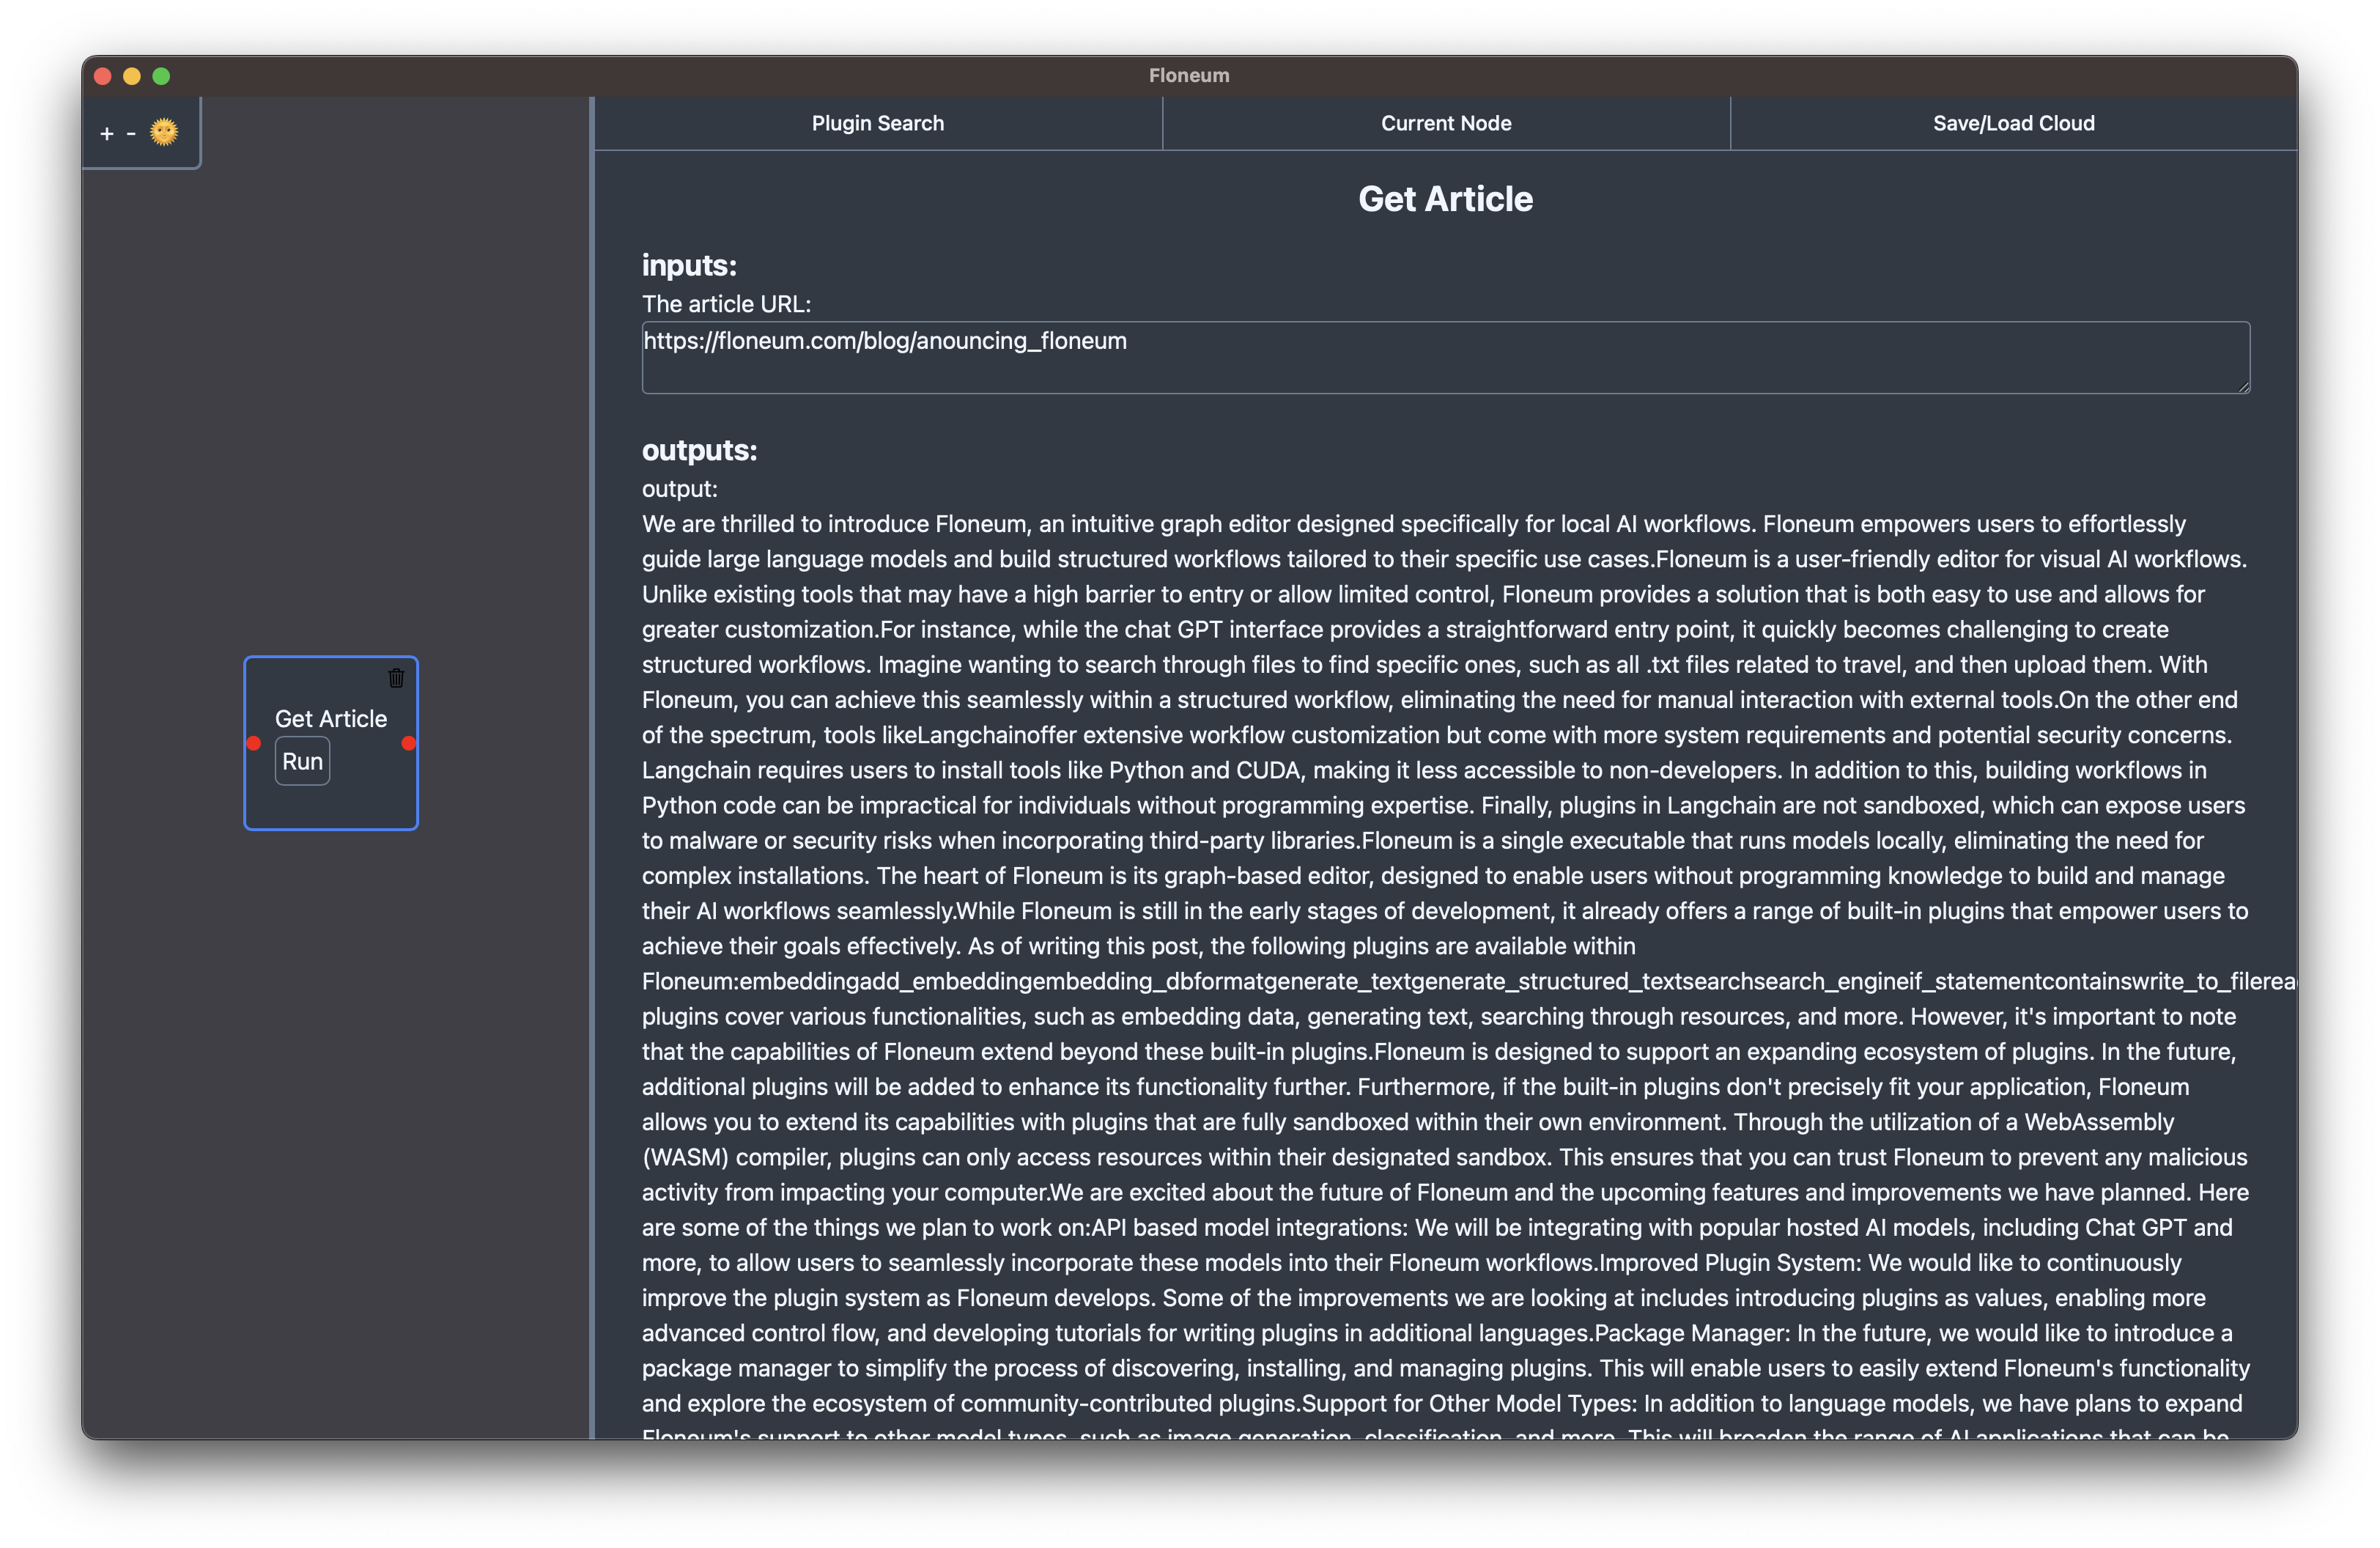 Floneum
+ -
Plugin Search
Current Node
Save/Load Cloud
Get Article
Run
Get Article
inputs:
The article URL:
https://floneum.com/blog/anouncing_floneum
outputs:
output:
We are thrilled to introduce Floneum, an intuitive graph editor designed specifically for local AI workflows. Floneum empowers users to effortlessly
guide large language models and build structured workflows tailored to their specific use cases.Floneum is a user-friendly editor for visual AI workflows.
Unlike existing tools that may have a high barrier to entry or allow limited control, Floneum provides a solution that is both easy to use and allows for
greater customization.For instance, while the chat GPT interface provides a straightforward entry point, it quickly becomes challenging to create
structured workflows. Imagine wanting to search through files to find specific ones, such as all .txt files related to travel, and then upload them. With
Floneum, you can achieve this seamlessly within a structured workflow, eliminating the need for manual interaction with external tools.On the other end
of the spectrum, tools likeLangchainoffer extensive workflow customization but come with more system requirements and potential security concerns.
Langchain requires users to install tools like Python and CUDA, making it less accessible to non-developers. In addition to this, building workflows in
Python code can be impractical for individuals without programming expertise. Finally, plugins in Langchain are not sandboxed, which can expose users
to malware or security risks when incorporating third-party libraries.Floneum is a single executable that runs models locally, eliminating the need for
complex installations. The heart of Floneum is its graph-based editor, designed to enable users without programming knowledge to build and manage
their AI workflows seamlessly.While Floneum is still in the early stages of development, it already offers a range of built-in plugins that empower users to
achieve their goals effectively. As of writing this post, the following plugins are available within
Floneum:embeddingadd_embeddingembedding_dbformatgenerate_textgenerate_structured_textsearchsearch_engineif_statementcontainswrite_to_filerea
plugins cover various functionalities, such as embedding data, generating text, searching through resources, and more. However, it's important to note
that the capabilities of Floneum extend beyond these built-in plugins.Floneum is designed to support an expanding ecosystem of plugins. In the future,
additional plugins will be added to enhance its functionality further. Furthermore, if the built-in plugins don't precisely fit your application, Floneum
allows you to extend its capabilities with plugins that are fully sandboxed within their own environment. Through the utilization of a WebAssembly
(WASM) compiler, plugins can only access resources within their designated sandbox. This ensures that you can trust Floneum to prevent any malicious
activity from impacting your computer.We are excited about the future of Floneum and the upcoming features and improvements we have planned. Here
are some of the things we plan to work on:API based model integrations: We will be integrating with popular hosted AI models, including Chat GPT and
more, to allow users to seamlessly incorporate these models into their Floneum workflows.Improved Plugin System: We would like to continuously
improve the plugin system as Floneum develops. Some of the improvements we are looking at includes introducing plugins as values, enabling more
advanced control flow, and developing tutorials for writing plugins in additional languages.Package Manager: In the future, we would like to introduce a
package manager to simplify the process of discovering, installing, and managing plugins. This will enable users to easily extend Floneum's functionality
and explore the ecosystem of community-contributed plugins.Support for Other Model Types: In addition to language models, we have plans to expand
Floneum's support to other model types, such as image generation, classification, and more. This will broaden the range of AI applications that can be